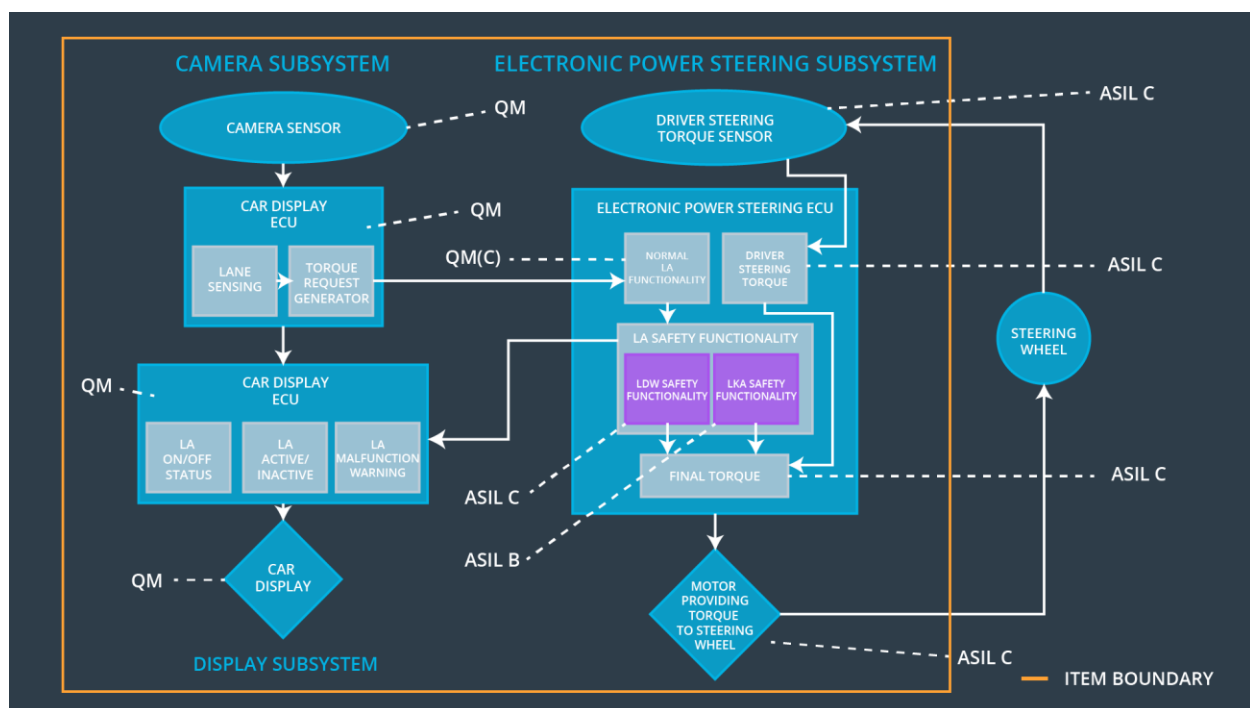 CAMERA SUBSYSTEM
ELECTRONIC POWER STEERING SUBSYSTEM
CAMERA SENSOR
QM
DRIVER STEERING
TORQUE SENSOR
ASIL C
CAR DISPLAY
ECU
QM
LANE
SENSING
TORQUE
REQUEST
GENERATOR
ELECTRONIC POWER STEERING ECU
QM(C)
NORMAL
LA
FUNCTIONALITY
DRIVER
STEERING
TORQUE
ASIL C
STEERING
WHEEL
LA SAFETY FUNCTIONALITY
LDW SAFETY
FUNCTIONALITY
LKA SAFETY
FUNCTIONALITY
QM
CAR DISPLAY
ECU
LA
ON/OFF
STATUS
LA
ACTIVE/
INACTIVE
LA
MALFUNCTION
WARNING
FINAL TORQUE
ASIL C
ASIL C
ASIL B
QM
CAR
DISPLAY
MOTOR
PROVIDING
TORQUE
TO STEERING
WHEEL
ASIL C
DISPLAY SUBSYSTEM
ITEM BOUNDARY